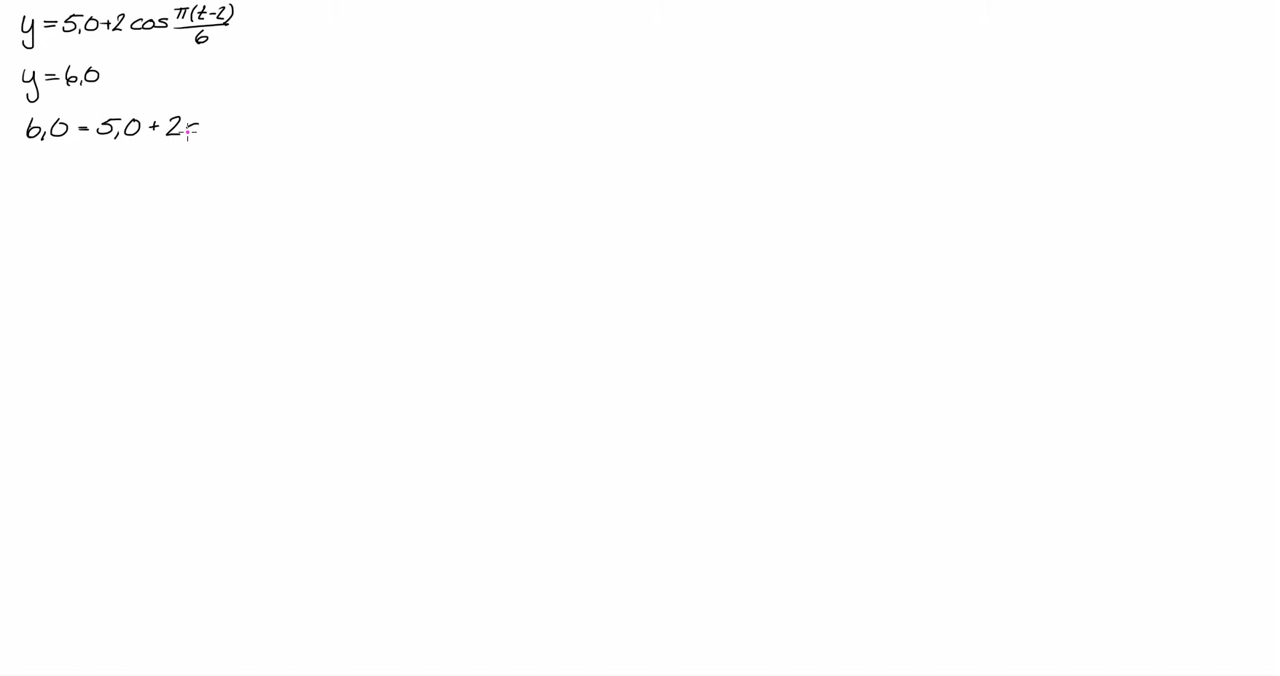 y = 5,0+2 cos π(t-2)/6
y = 6,0
6,0 = 5,0 + 2